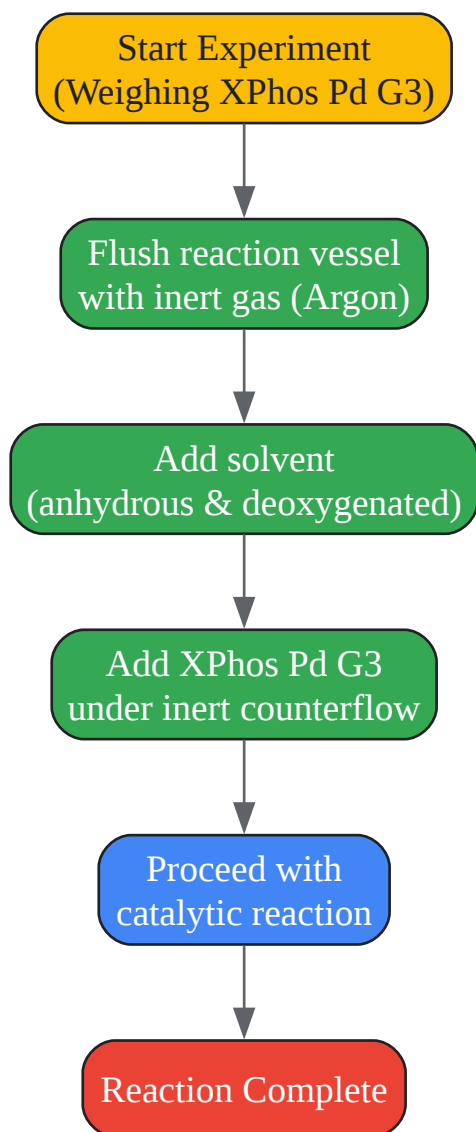 Start Experiment
(Weighing XPhos Pd G3)
Flush reaction vessel
with inert gas (Argon)
Add solvent
(anhydrous & deoxygenated)
Add XPhos Pd G3
under inert counterflow
Proceed with
catalytic reaction
Reaction Complete